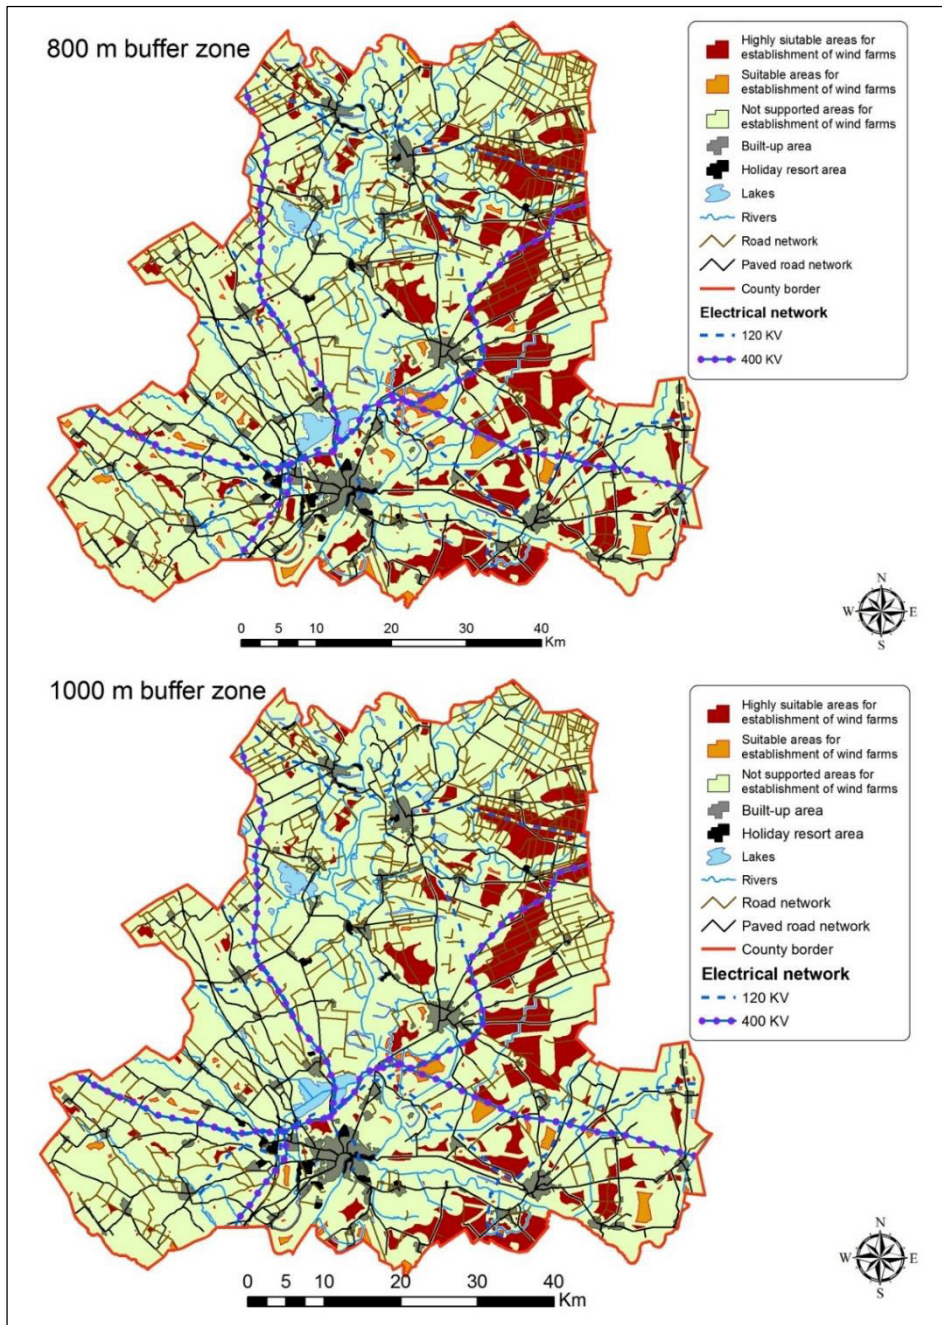 800 m buffer zone
Highly siutable areas for
establishment of wind farms
Suitable areas for
establishment of wind farms
Not supported areas for
establishment of wind farms
Built-up area
Holiday resort area
Lakes
Rivers
Road network
Paved road network
County border
Electrical network
120 KV
400 KV
N
W E
S
0 5 10 20 30 40
Km
1000 m buffer zone
Highly suitable areas for
establishment of wind farms
Suitable areas for
establishment of wind farms
Not supported areas for
establishment of wind farms
Built-up area
Holiday resort area
Lakes
Rivers
Road network
Paved road network
County border
Electrical network
120 KV
400 KV
N
W E
S
0 5 10 20 30 40
Km